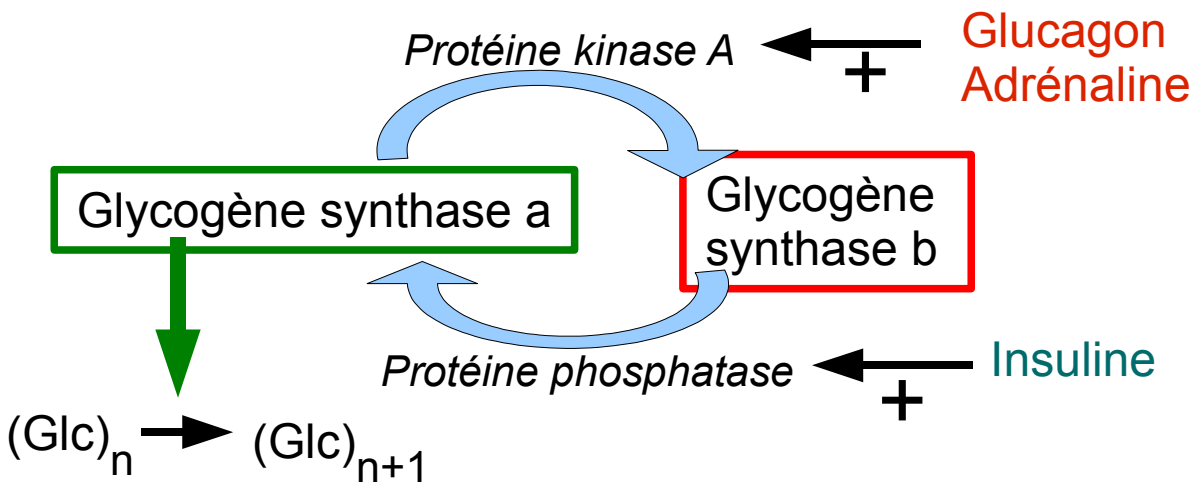 Protéine kinase A
+
Glucagon
Adrénaline
Glycogène synthase a
Glycogène
synthase b
Protéine phosphatase
+
Insuline
(Glc)n
(Glc)n+1